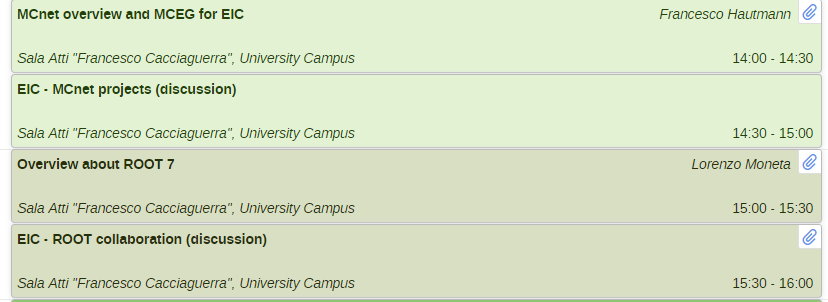 MCnet overview and MCEG for EIC Francesco Hautmann
Sala Atti "Francesco Cacciaguerra", University Campus 14:00 - 14:30
EIC - MCnet projects (discussion)
Sala Atti "Francesco Cacciaguerra", University Campus 14:30 - 15:00
Overview about ROOT 7 Lorenzo Moneta
Sala Atti "Francesco Cacciaguerra", University Campus 15:00 - 15:30
EIC - ROOT collaboration (discussion)
Sala Atti "Francesco Cacciaguerra", University Campus 15:30 - 16:00